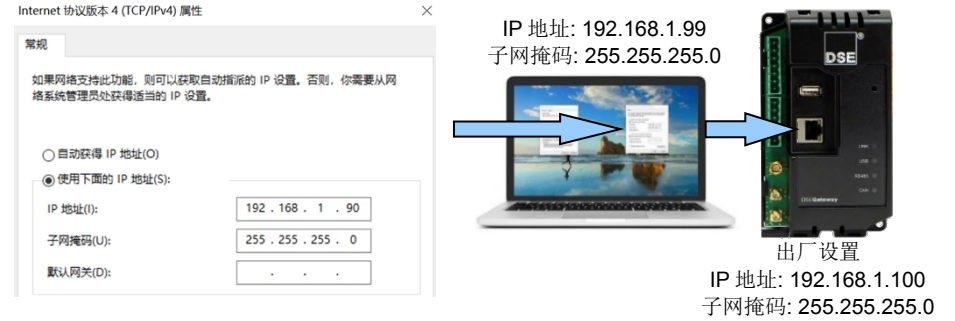 Internet 协议版本 4 (TCP/IPv4) 属性
常规
如果网络支持此功能，则可以获取自动指派的 IP 设置。否则，你需要从网
络系统管理员处获得适当的 IP 设置。
自动获得 IP 地址(O)
使用下面的 IP 地址(S):
IP 地址(I):
192 . 168 . 1 . 90
子网掩码(U):
255 . 255 . 255 . 0
默认网关(D):
. . .
IP 地址: 192.168.1.99
子网掩码: 255.255.255.0
DSE
®
LINK
USB
RS485
DSEGateway
出厂设置
IP 地址: 192.168.1.100
子网掩码: 255.255.255.0